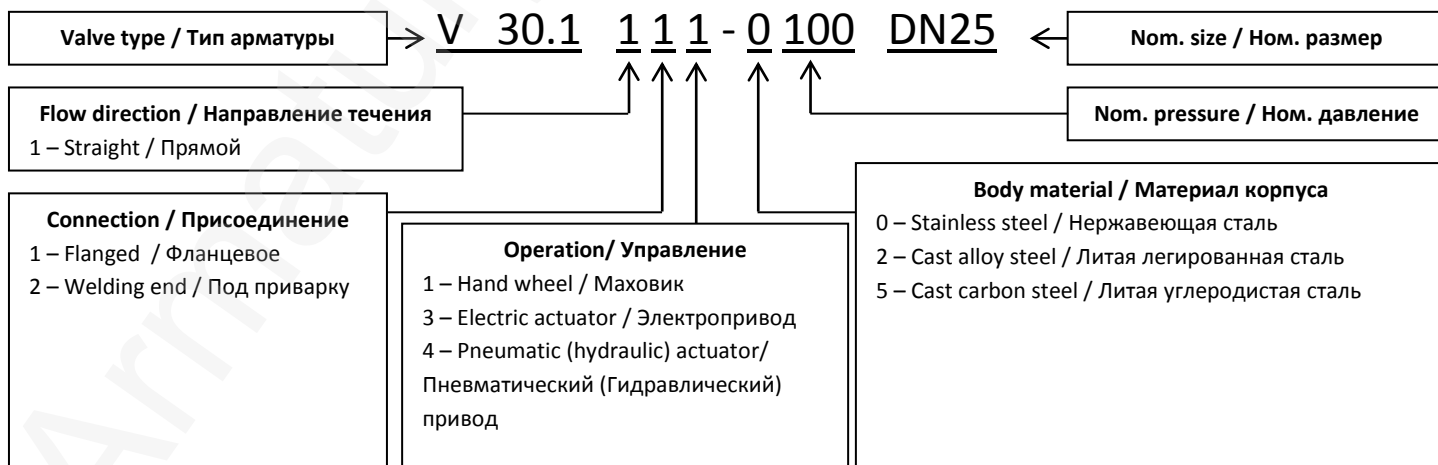 Valve type / Тип арматуры
V 30.1 1 1 1 - 0 100 DN25
Nom. size / Ном. размер
Flow direction / Направление течения
1 – Straight / Прямой
Nom. pressure / Ном. давление
Connection / Присоединение
1 – Flanged / Фланцевое
2 – Welding end / Под приварку
Operation/ Управление
1 – Hand wheel / Маховик
3 – Electric actuator / Электропривод
4 – Pneumatic (hydraulic) actuator/
Пневматический (Гидравлический)
привод
Body material / Материал корпуса
0 – Stainless steel / Нержавеющая сталь
2 – Cast alloy steel / Литая легированная сталь
5 – Cast carbon steel / Литая углеродистая сталь
Armatu